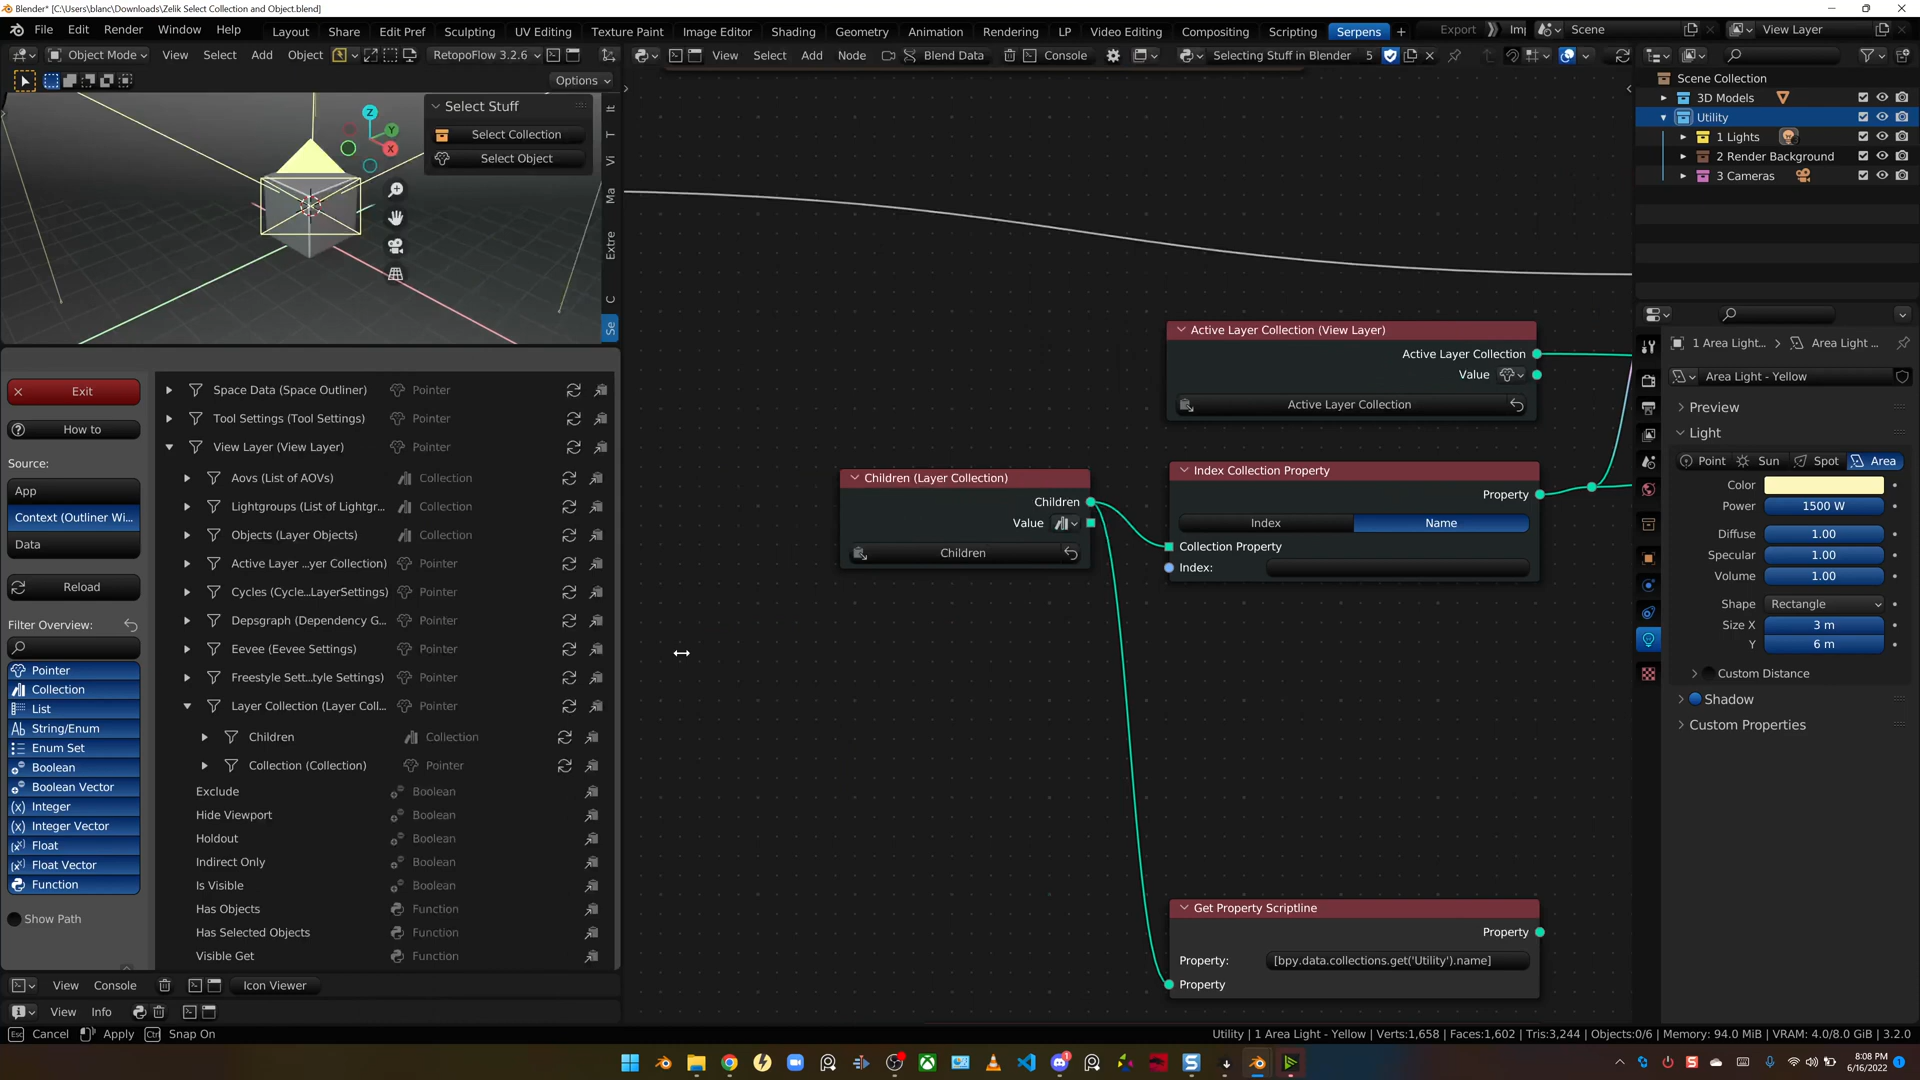 Blender* [C:\Users\blanc\Downloads\Zelik Select Collection and Object.blend]
File Edit Render Window Help Layout Share Edit Pref Sculpting UV Editing Texture Paint Image Editor Shading Geometry Animation Rendering LP Video Editing Compositing Scripting Serpens + Export Im Scene View Layer
Object Mode View Select Add Object RetopoFlow 3.2.6 View Select Add Node Blend Data Console Selecting Stuff in Blender 5
Options
Select Stuff
Select Collection
Select Object
Z
Y
X
It
T
Vi
Ma
Extre
C
Se
Exit
How to
Source:
App
Context (Outliner Wi...
Data
Reload
Filter Overview:
Pointer
Collection
List
String/Enum
Enum Set
Boolean
Boolean Vector
Integer
Integer Vector
Float
Float Vector
Function
Show Path
Space Data (Space Outliner) Pointer
Tool Settings (Tool Settings) Pointer
View Layer (View Layer) Pointer
Aovs (List of AOVs) Collection
Lightgroups (List of Lightgr... Collection
Objects (Layer Objects) Collection
Active Layer ...yer Collection) Pointer
Cycles (Cycle...LayerSettings) Pointer
Depsgraph (Dependency G... Pointer
Eevee (Eevee Settings) Pointer
Freestyle Sett...tyle Settings) Pointer
Layer Collection (Layer Coll... Pointer
Children Collection
Collection (Collection) Pointer
Exclude Boolean
Hide Viewport Boolean
Holdout Boolean
Indirect Only Boolean
Is Visible Boolean
Has Objects Function
Has Selected Objects Function
Visible Get Function
View Console Icon Viewer
View Info
Esc Cancel Apply Ctrl Snap On
Active Layer Collection (View Layer)
Active Layer Collection
Value
Active Layer Collection
Children (Layer Collection)
Children
Value
Children
Index Collection Property
Property
Index Name
Collection Property
Index:
Get Property Scriptline
Property
Property: [bpy.data.collections.get('Utility').name]
Property
Scene Collection
3D Models
Utility
1 Lights
2 Render Background
3 Cameras
1 Area Light... Area Light ...
Area Light - Yellow
Preview
Light
Point Sun Spot Area
Color
Power 1500 W
Diffuse 1.00
Specular 1.00
Volume 1.00
Shape Rectangle
Size X 3 m
Y 6 m
Custom Distance
Shadow
Custom Properties
Utility | 1 Area Light - Yellow | Verts:1,658 | Faces:1,602 | Tris:3,244 | Objects:0/6 | Memory: 94.0 MiB | VRAM: 4.0/8.0 GiB | 3.2.0
8:08 PM
6/16/2022